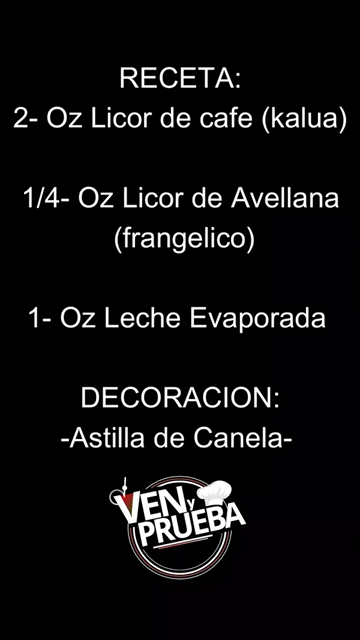 RECETA:
2- Oz Licor de cafe (kalua)
1/4- Oz Licor de Avellana
(frangelico)
1- Oz Leche Evaporada
DECORACION:
-Astilla de Canela-
VEN y
PRUEBA